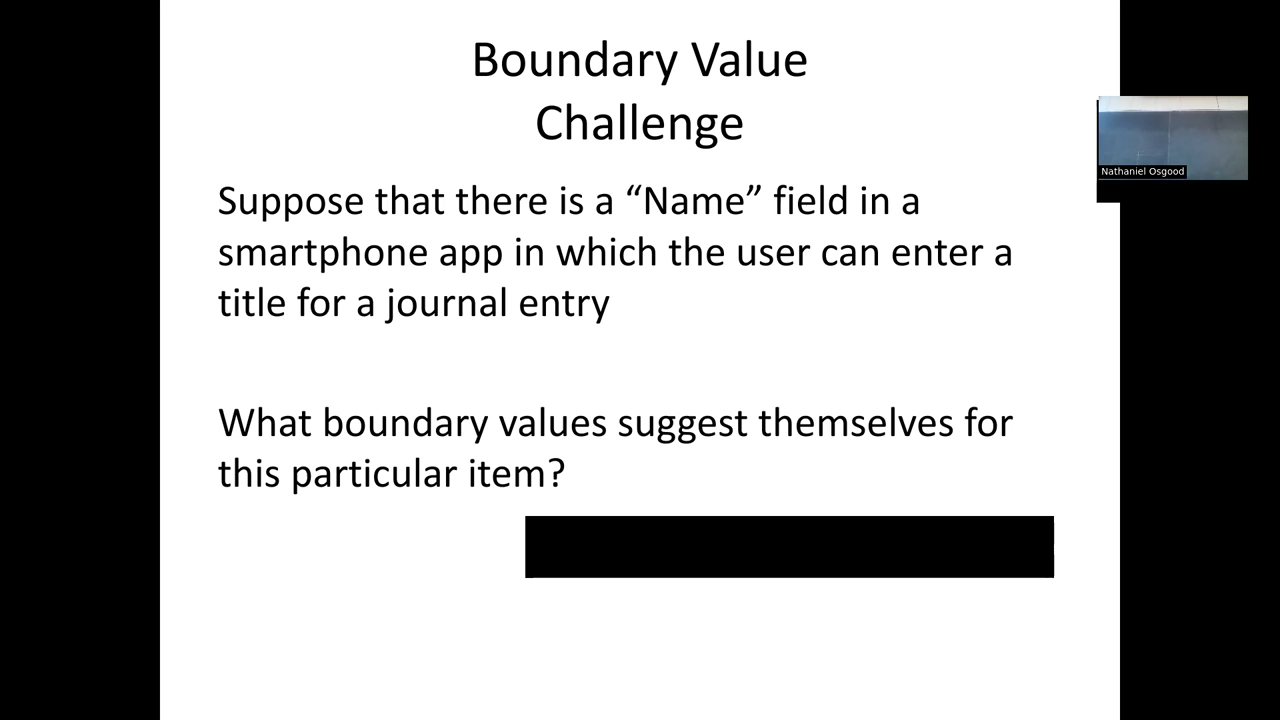 Boundary Value
Challenge
Suppose that there is a “Name” field in a
smartphone app in which the user can enter a
title for a journal entry
What boundary values suggest themselves for
this particular item?
Nathaniel Osgood